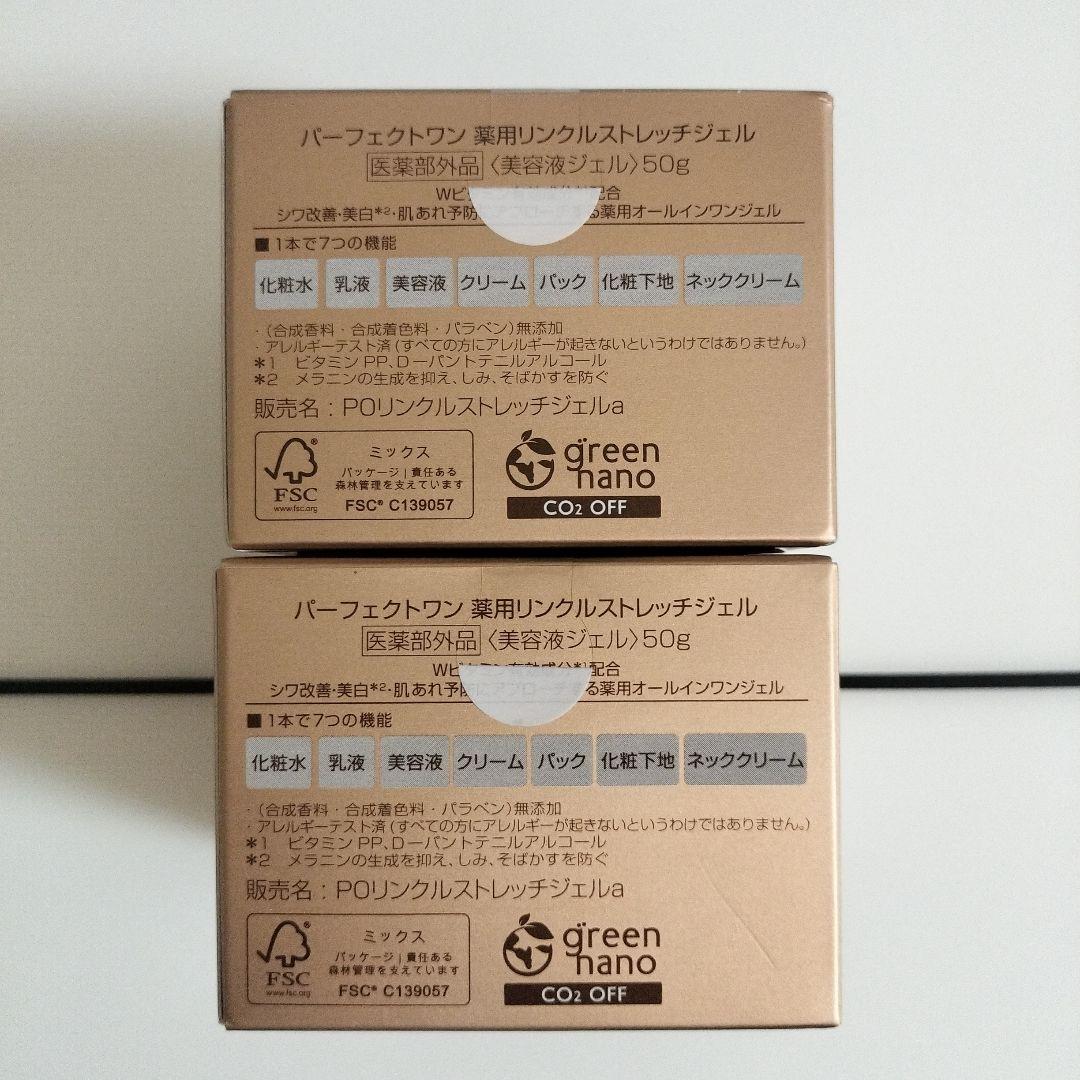 パーフェクトワン 薬用リンクルストレッチジェル
医薬部外品 〈美容液ジェル〉50g
Wビ 配合
シワ改善・美白*2・肌あれ予防 る薬用オールインワンジェル
■ 1本で7つの機能
化粧水 乳液 美容液 クリーム パック 化粧下地 ネッククリーム
・(合成香料・合成着色料・パラベン)無添加
・アレルギーテスト済(すべての方にアレルギーが起きないというわけではありません。)
*1 ビタミンPP、D-パントテニルアルコール
*2 メラニンの生成を抑え、しみ、そばかすを防ぐ
販売名:POリンクルストレッチジェルa
FSC®
www.fsc.org
ミックス
パッケージ|責任ある
森林管理を支えています
FSC® C139057
green
nano
CO2 OFF
パーフェクトワン 薬用リンクルストレッチジェル
医薬部外品 〈美容液ジェル〉50g
Wビタミン有効成分*1配合
シワ改善・美白*2・肌あれ予防にアプローチする薬用オールインワンジェル
■ 1本で7つの機能
化粧水 乳液 美容液 クリーム パック 化粧下地 ネッククリーム
・(合成香料・合成着色料・パラベン)無添加
・アレルギーテスト済(すべての方にアレルギーが起きないというわけではありません。)
*1 ビタミンPP、D-パントテニルアルコール
*2 メラニンの生成を抑え、しみ、そばかすを防ぐ
販売名:POリンクルストレッチジェルa
FSC®
www.fsc.org
ミックス
パッケージ|責任ある
森林管理を支えています
FSC® C139057
green
nano
CO2 OFF